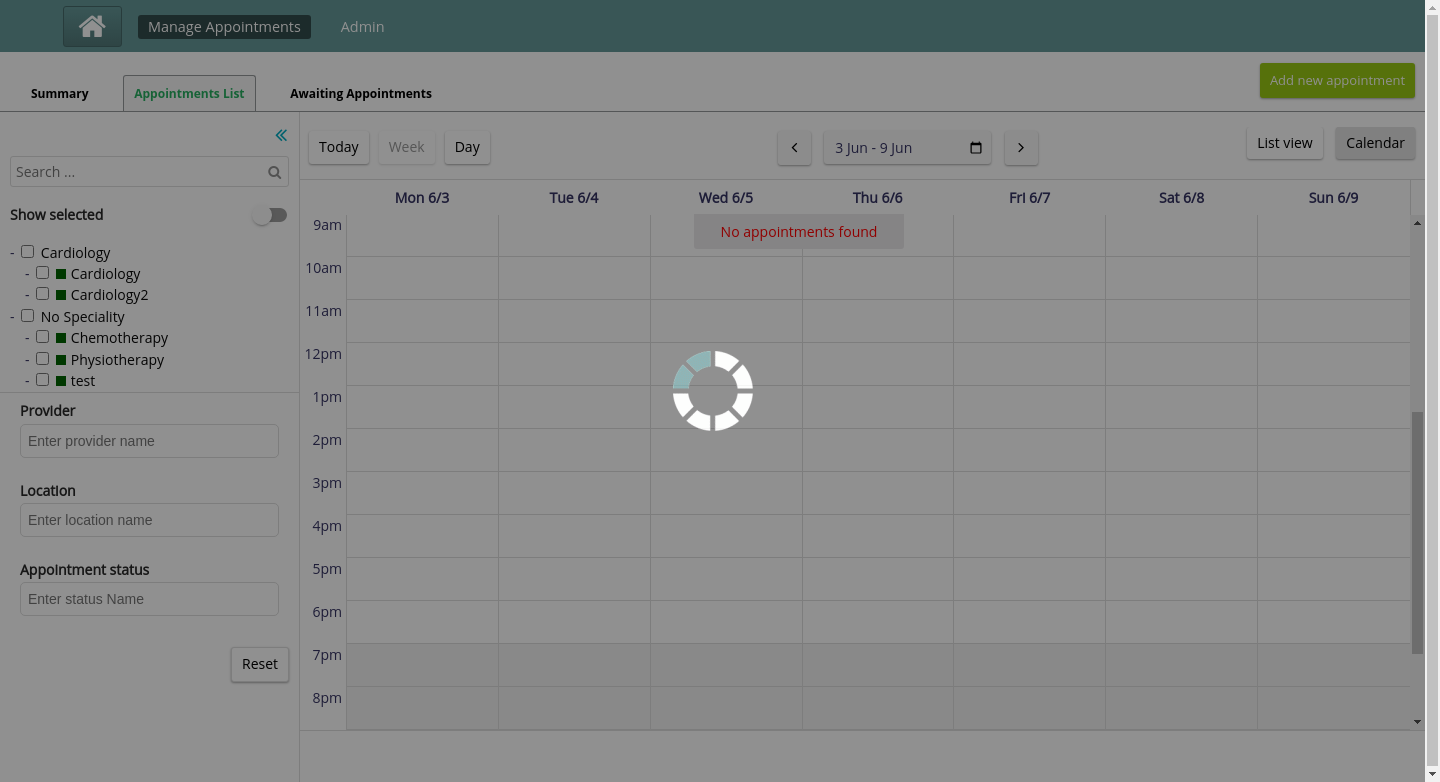 Manage Appointments Admin
Summary Appointments List Awaiting Appointments Add new appointment
Today Week Day 3 Jun - 9 Jun List view Calendar
Search ...
Show selected
- Cardiology
- Cardiology
- Cardiology2
- No Speciality
- Chemotherapy
- Physiotherapy
- test
Provider
Enter provider name
Location
Enter location name
Appointment status
Enter status Name
Reset
Mon 6/3 Tue 6/4 Wed 6/5 Thu 6/6 Fri 6/7 Sat 6/8 Sun 6/9
No appointments found
9am
10am
11am
12pm
1pm
2pm
3pm
4pm
5pm
6pm
7pm
8pm